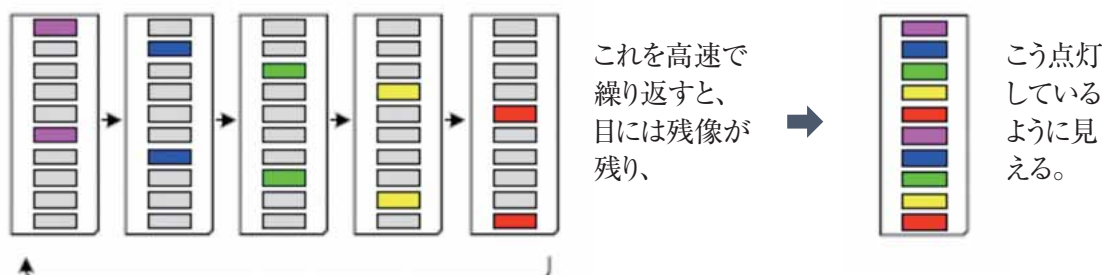 これを高速で
繰り返すと、
目には残像が
残り、
こう点灯
している
ように見
える。